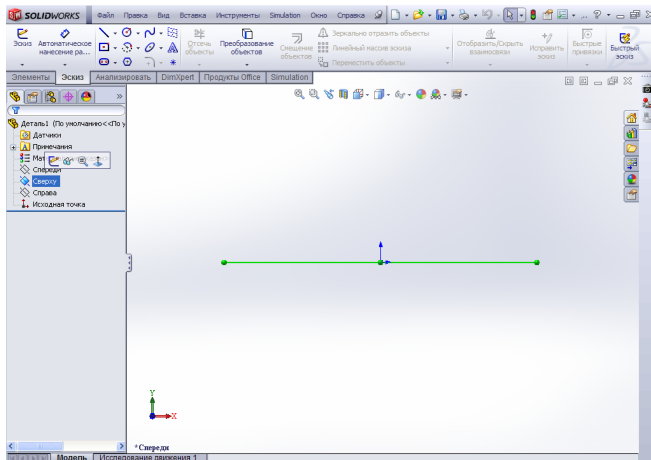 SOLIDWORKS Файл Правка Вид Вставка Инструменты Simulation Окно Справка
Эскиз Автоматическое нанесение ра... Отсечь объекты Преобразование объектов Смещение объектов Зеркально отразить объекты Отобразить/Скрыть взаимосвязи Исправить эскиз Быстрые привязки Быстрый эскиз
Линейный массив эскиза
Переместить объекты
Элементы Эскиз Анализировать DimXpert Продукты Office Simulation
Деталь1 (По умолчанию<<По у
Датчики
Примечания
Мат
Спереди
Сверху
Справа
Исходная точка
Y
X
*Спереди
Модель Исследование движения 1